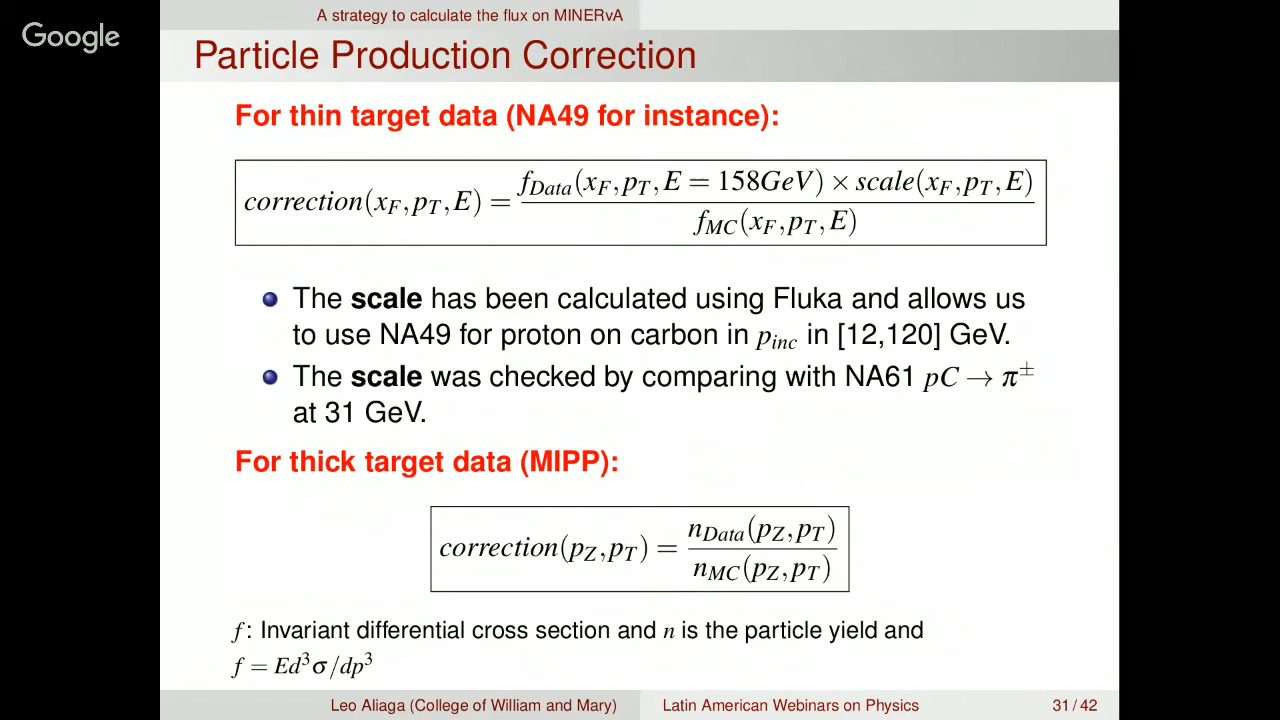 A strategy to calculate the flux on MINERvA
Google
Particle Production Correction
For thin target data (NA49 for instance):
correction(x_F, p_T, E) = f_Data(x_F, p_T, E = 158GeV) × scale(x_F, p_T, E) / f_MC(x_F, p_T, E)
The scale has been calculated using Fluka and allows us
to use NA49 for proton on carbon in p_inc in [12,120] GeV.
The scale was checked by comparing with NA61 pC → π^±
at 31 GeV.
For thick target data (MIPP):
correction(p_Z, p_T) = n_Data(p_Z, p_T) / n_MC(p_Z, p_T)
f: Invariant differential cross section and n is the particle yield and
f = Ed³σ/dp³
Leo Aliaga (College of William and Mary) Latin American Webinars on Physics 31/42